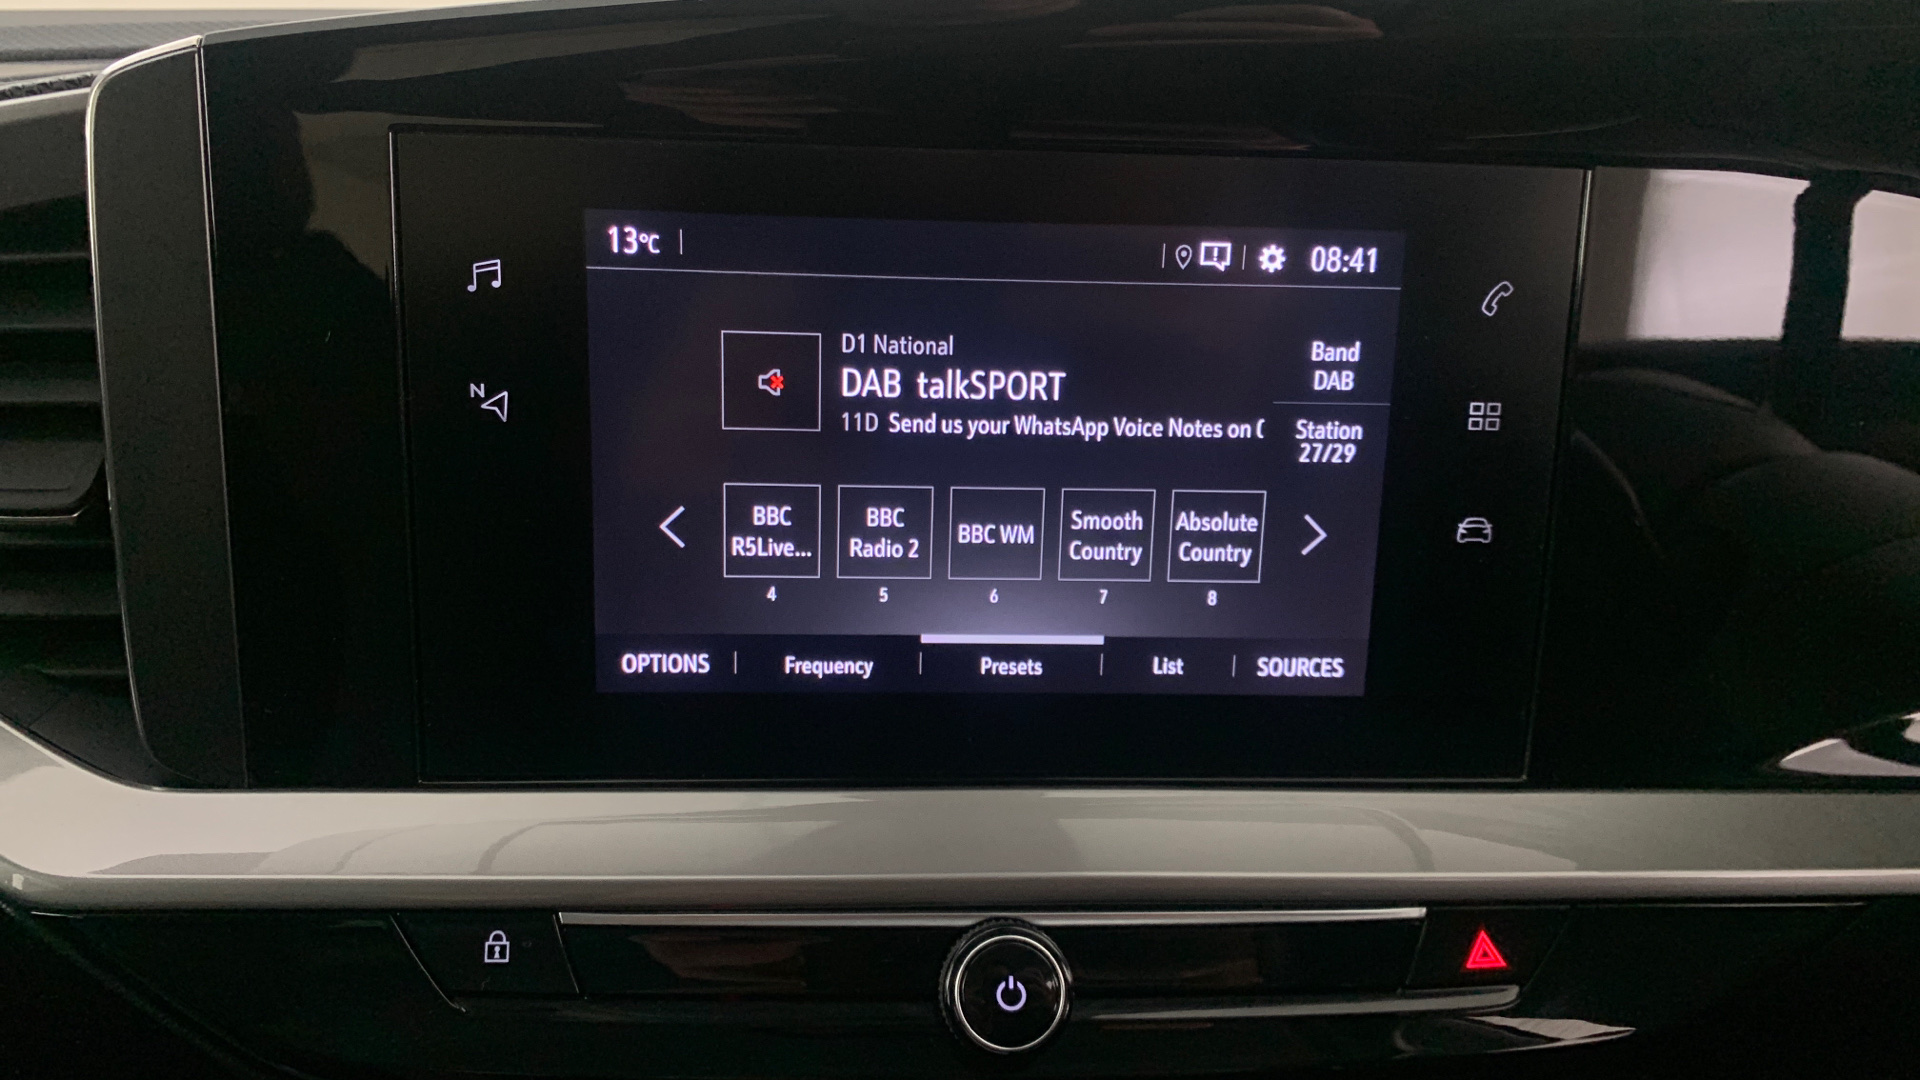 13°C
08:41
D1 National
DAB talkSPORT
11D Send us your WhatsApp Voice Notes on
Band
DAB
Station
27/29
BBC
R5Live...
BBC
Radio 2
BBC WM
Smooth
Country
Absolute
Country
4
5
6
7
8
OPTIONS
Frequency
Presets
List
SOURCES
N